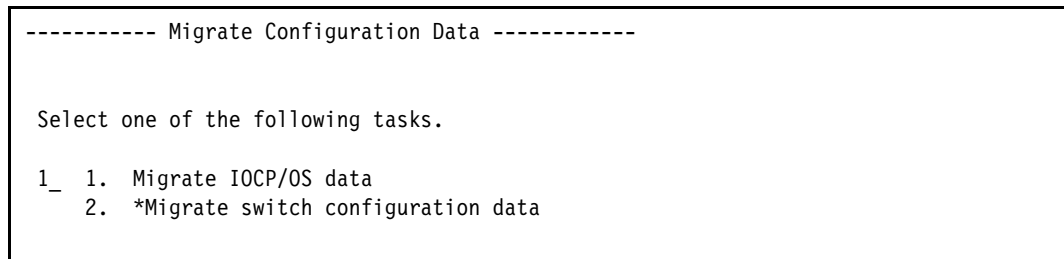 ----------- Migrate Configuration Data ------------
Select one of the following tasks.
1_ 1. Migrate IOCP/OS data
2. *Migrate switch configuration data